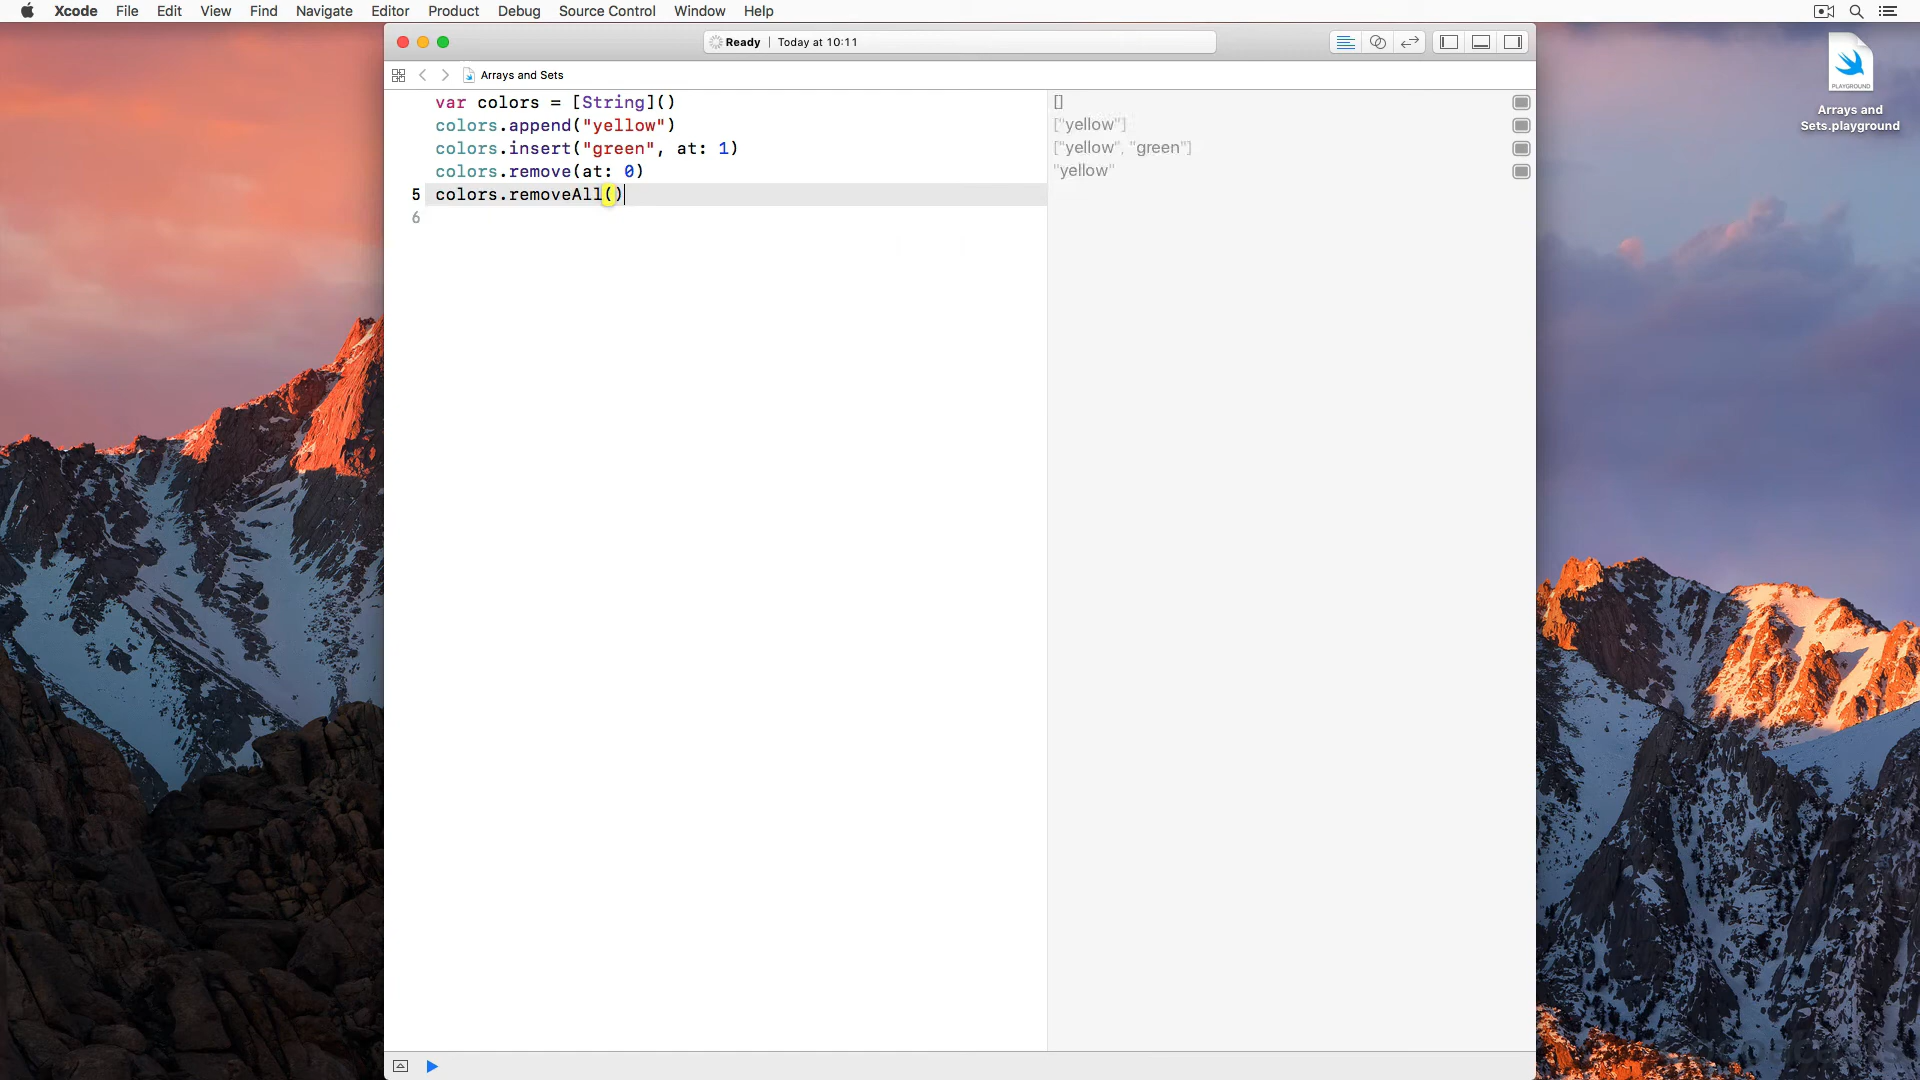 Xcode File Edit View Find Navigate Editor Product Debug Source Control Window Help
Ready | Today at 10:11
Arrays and Sets
var colors = [String]()
colors.append("yellow")
colors.insert("green", at: 1)
colors.remove(at: 0)
5 colors.removeAll()
6
[]
["yellow"]
["yellow", "green"]
"yellow"
PLAYGROUND
Arrays and
Sets.playground